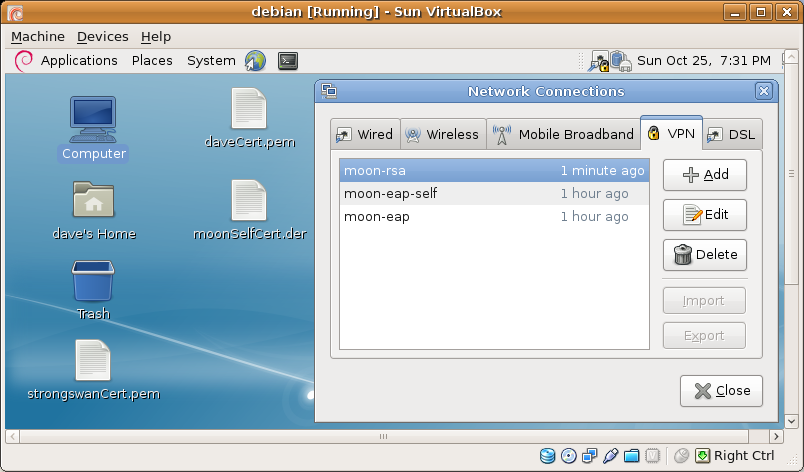 debian [Running] - Sun VirtualBox
Machine Devices Help
Applications Places System Sun Oct 25, 7:31 PM
Computer
daveCert.pem
dave's Home
moonSelfCert.der
Trash
strongswanCert.pem
Network Connections
Wired Wireless Mobile Broadband VPN DSL
moon-rsa 1 minute ago
moon-eap-self 1 hour ago
moon-eap 1 hour ago
Add
Edit
Delete
Import
Export
Close
Right Ctrl